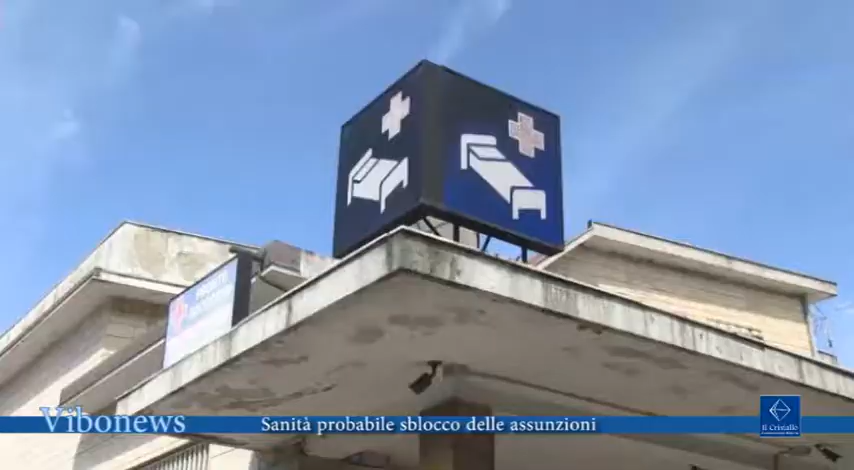 Vibonews
Sanità probabile sblocco delle assunzioni
Il Cristallo